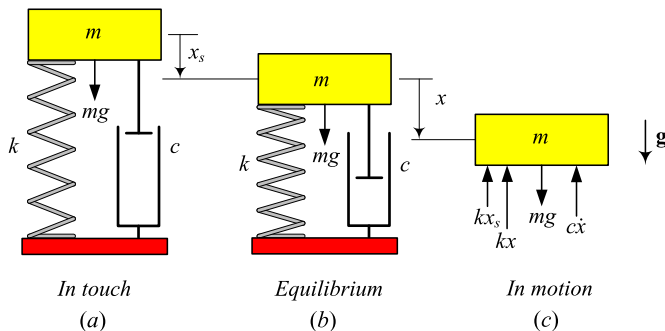 m
x_s
mg
k
c
m
mg
k
c
x
m
g
kx_s
kx
mg
cẋ
In touch
Equilibrium
In motion
(a)
(b)
(c)